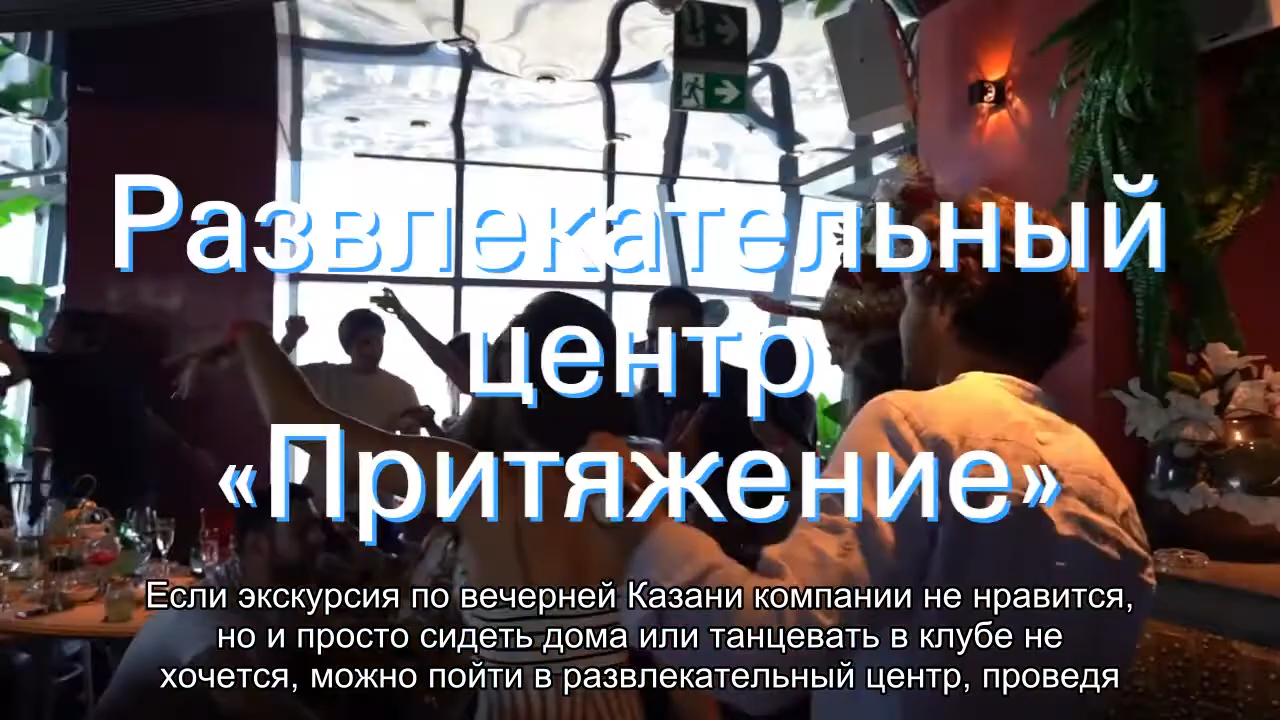 Развлекательный
центр
«Притяжение»
Если экскурсия по вечерней Казани компании не нравится,
но и просто сидеть дома или танцевать в клубе не
хочется, можно пойти в развлекательный центр, проведя